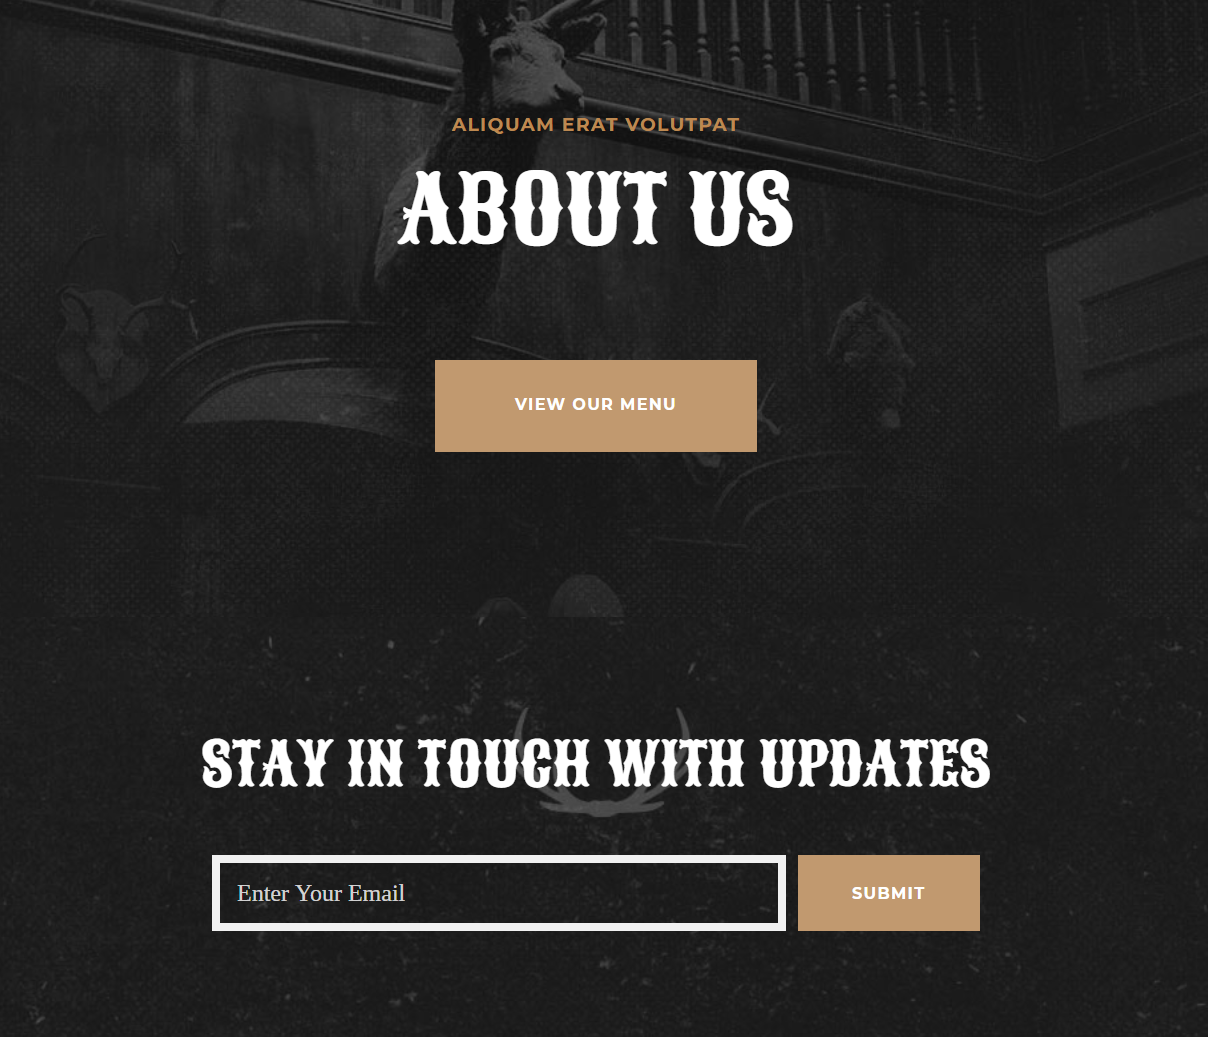 ALIQUAM ERAT VOLUTPAT
ABOUT US
VIEW OUR MENU
STAY IN TOUCH WITH UPDATES
Enter Your Email
SUBMIT